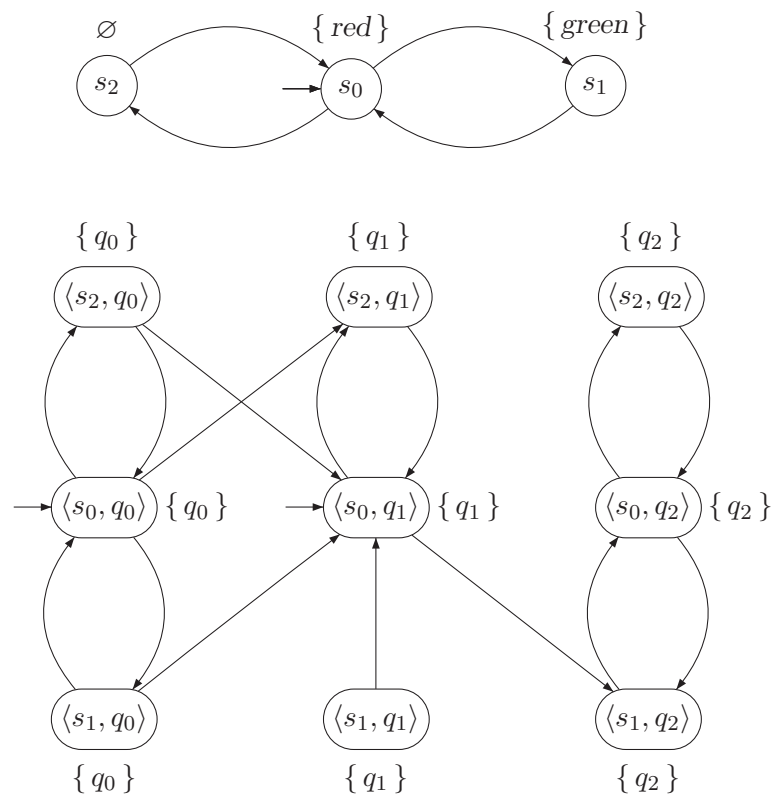 ∅ { red } { green }
s₂ s₀ s₁
{ q₀ } { q₁ } { q₂ }
⟨s₂, q₀⟩ ⟨s₂, q₁⟩ ⟨s₂, q₂⟩
⟨s₀, q₀⟩ { q₀ } ⟨s₀, q₁⟩ { q₁ } ⟨s₀, q₂⟩ { q₂ }
⟨s₁, q₀⟩ ⟨s₁, q₁⟩ ⟨s₁, q₂⟩
{ q₀ } { q₁ } { q₂ }